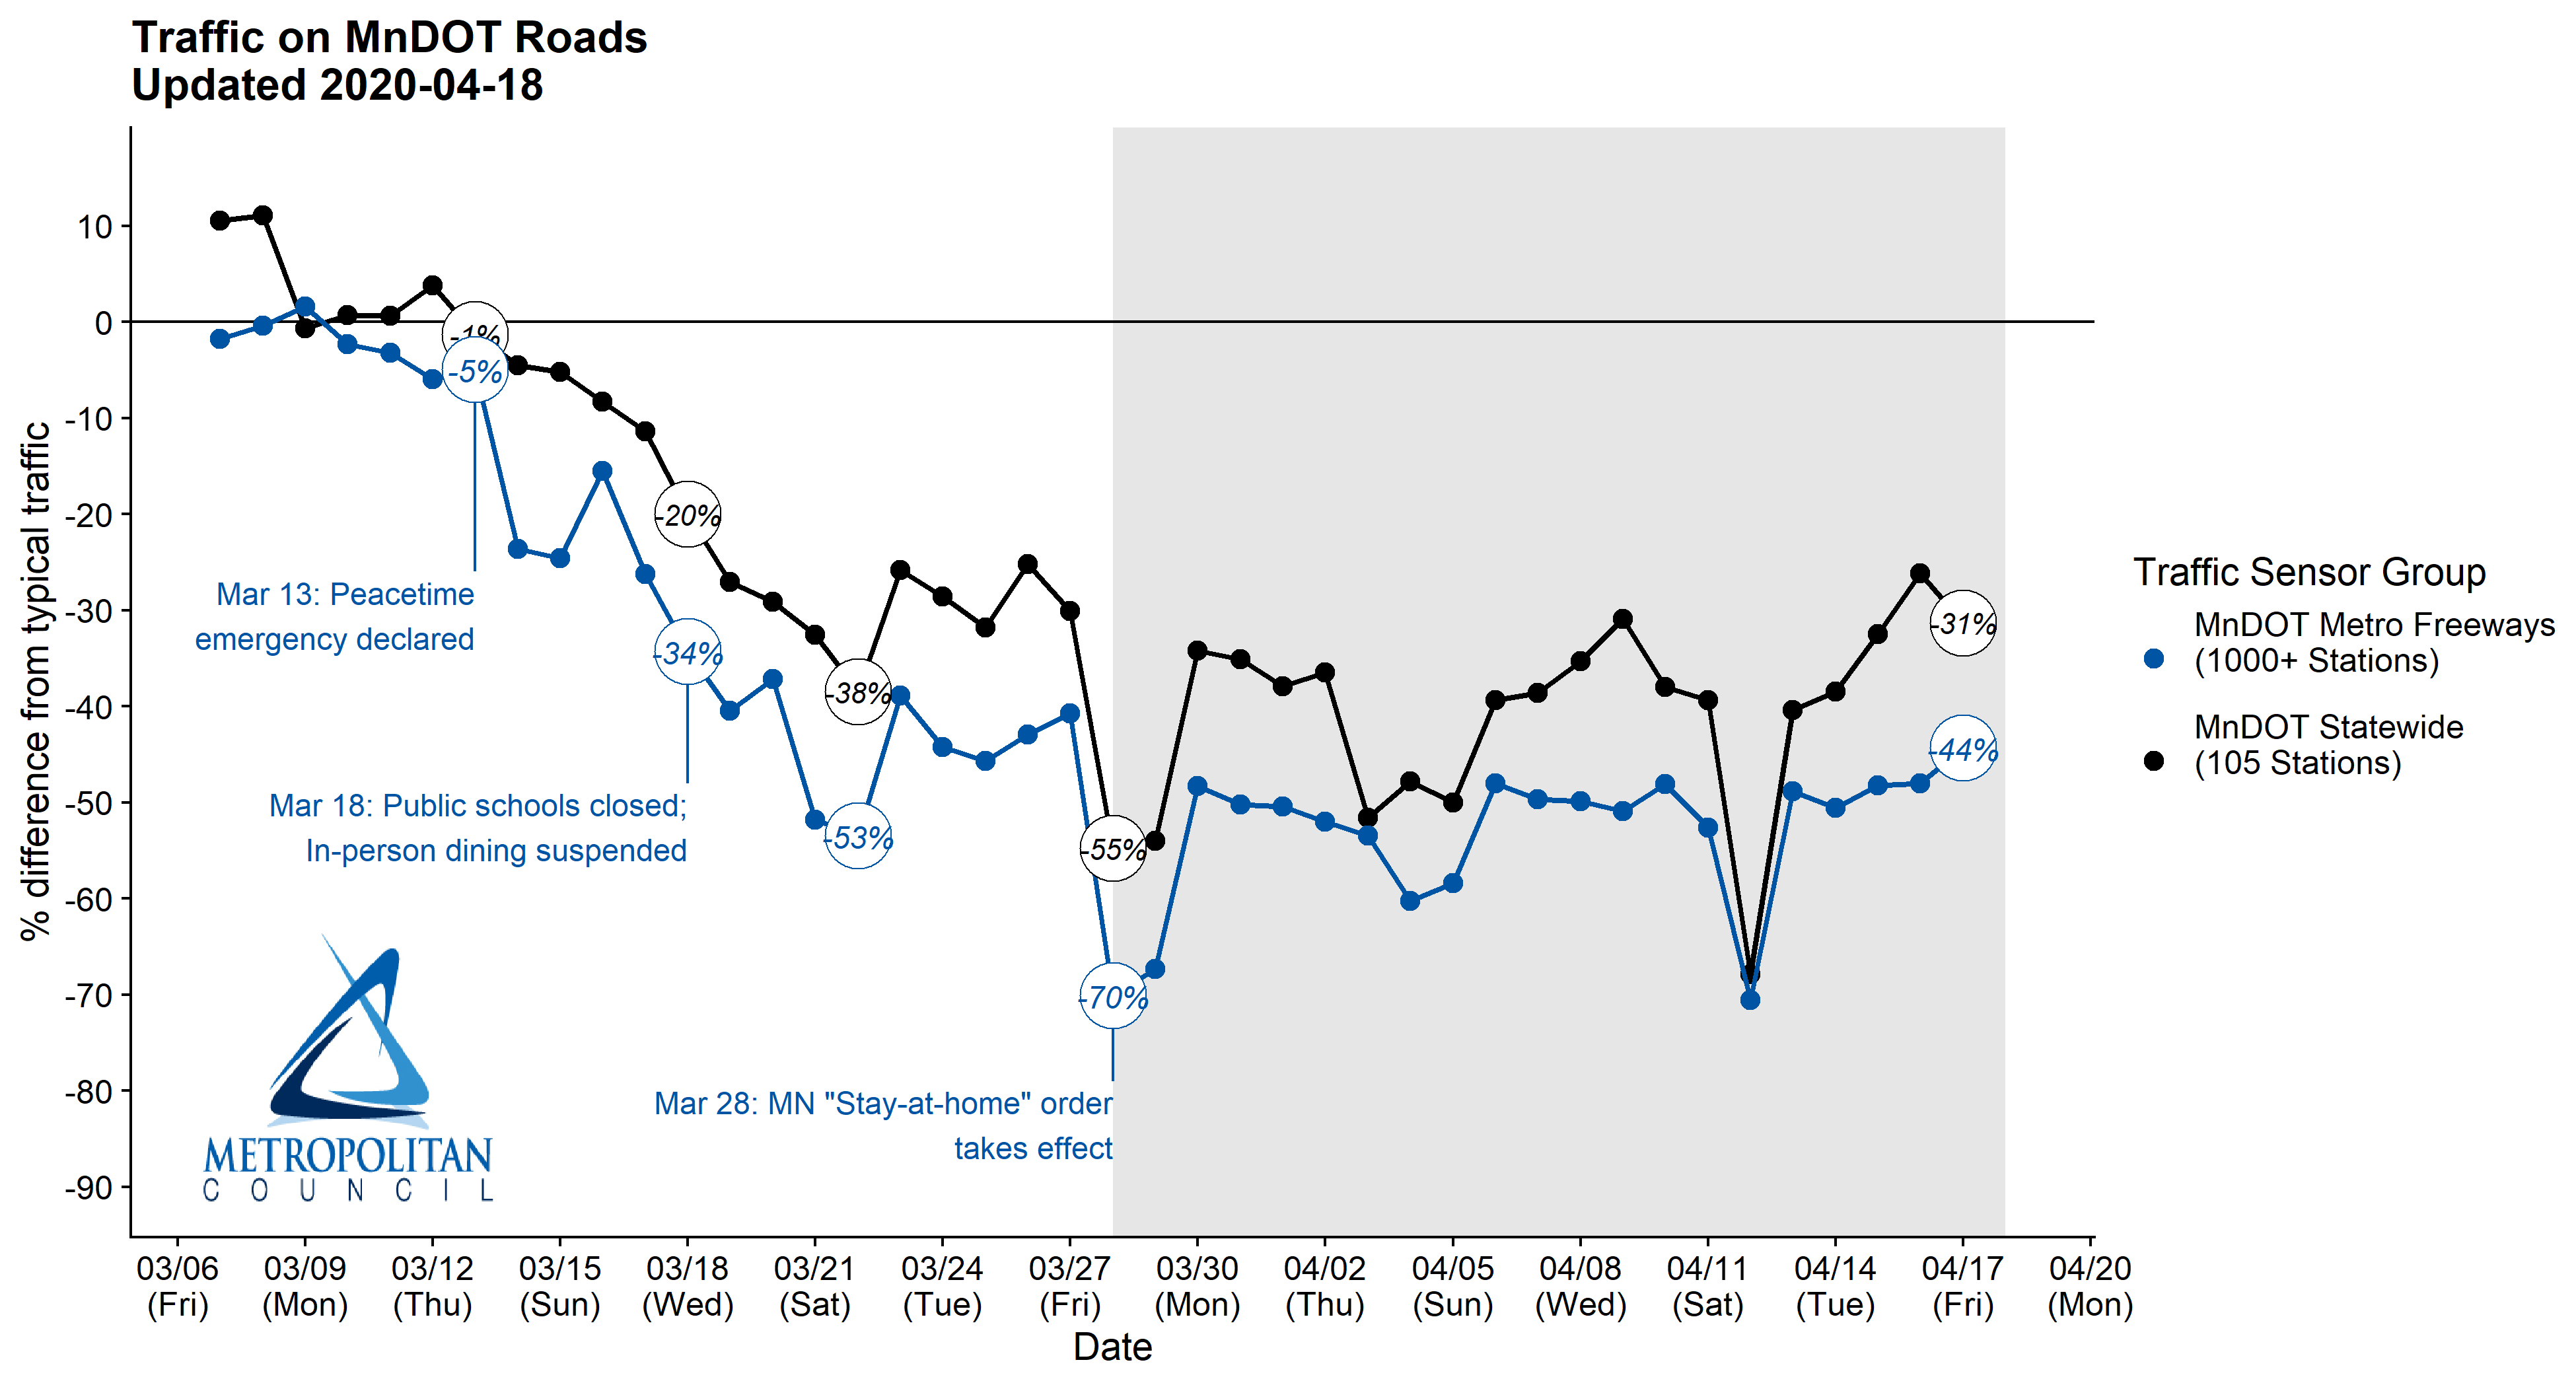 Traffic on MnDOT Roads
Updated 2020-04-18
% difference from typical traffic
10
0
-10
-20
-30
-40
-50
-60
-70
-80
-90
-1%
-5%
-20%
-34%
-38%
-53%
-55%
-70%
-31%
-44%
Mar 13: Peacetime
emergency declared
Mar 18: Public schools closed;
In-person dining suspended
Mar 28: MN "Stay-at-home" order
takes effect
METROPOLITAN
COUNCIL
03/06 03/09 03/12 03/15 03/18 03/21 03/24 03/27 03/30 04/02 04/05 04/08 04/11 04/14 04/17 04/20
(Fri) (Mon) (Thu) (Sun) (Wed) (Sat) (Tue) (Fri) (Mon) (Thu) (Sun) (Wed) (Sat) (Tue) (Fri) (Mon)
Date
Traffic Sensor Group
MnDOT Metro Freeways
(1000+ Stations)
MnDOT Statewide
(105 Stations)